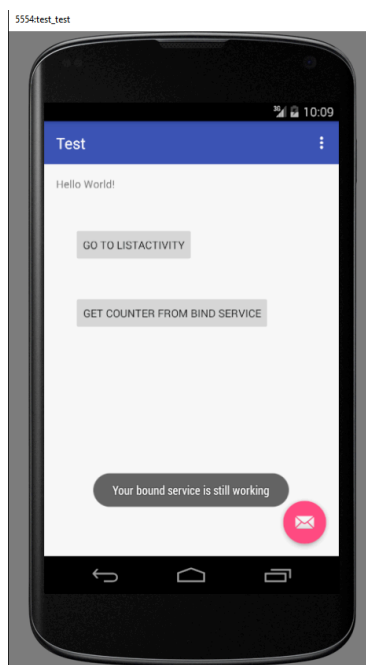 5554:test_test
3G 10:09
Test
Hello World!
GO TO LISTACTIVITY
GET COUNTER FROM BIND SERVICE
Your bound service is still working